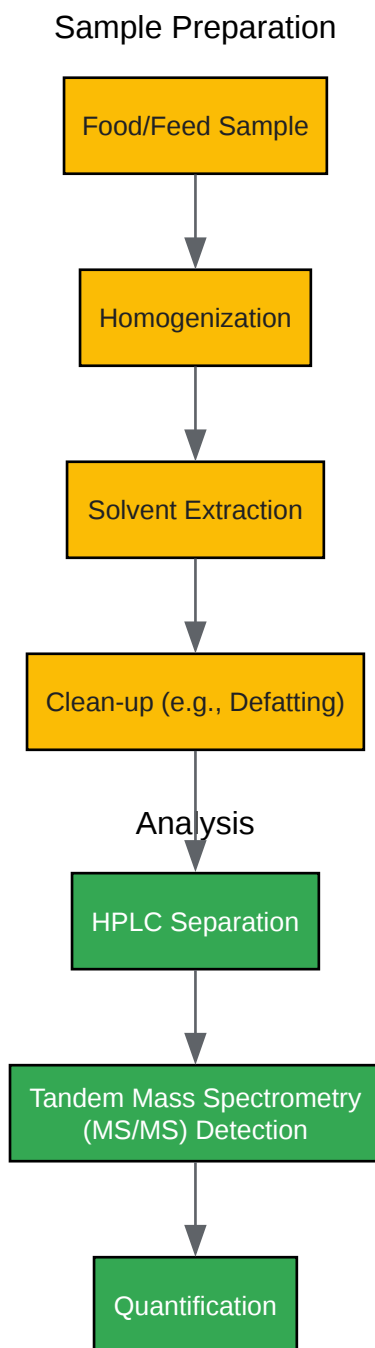 Sample Preparation
Food/Feed Sample
Homogenization
Solvent Extraction
Clean-up (e.g., Defatting)
Analysis
HPLC Separation
Tandem Mass Spectrometry
(MS/MS) Detection
Quantification